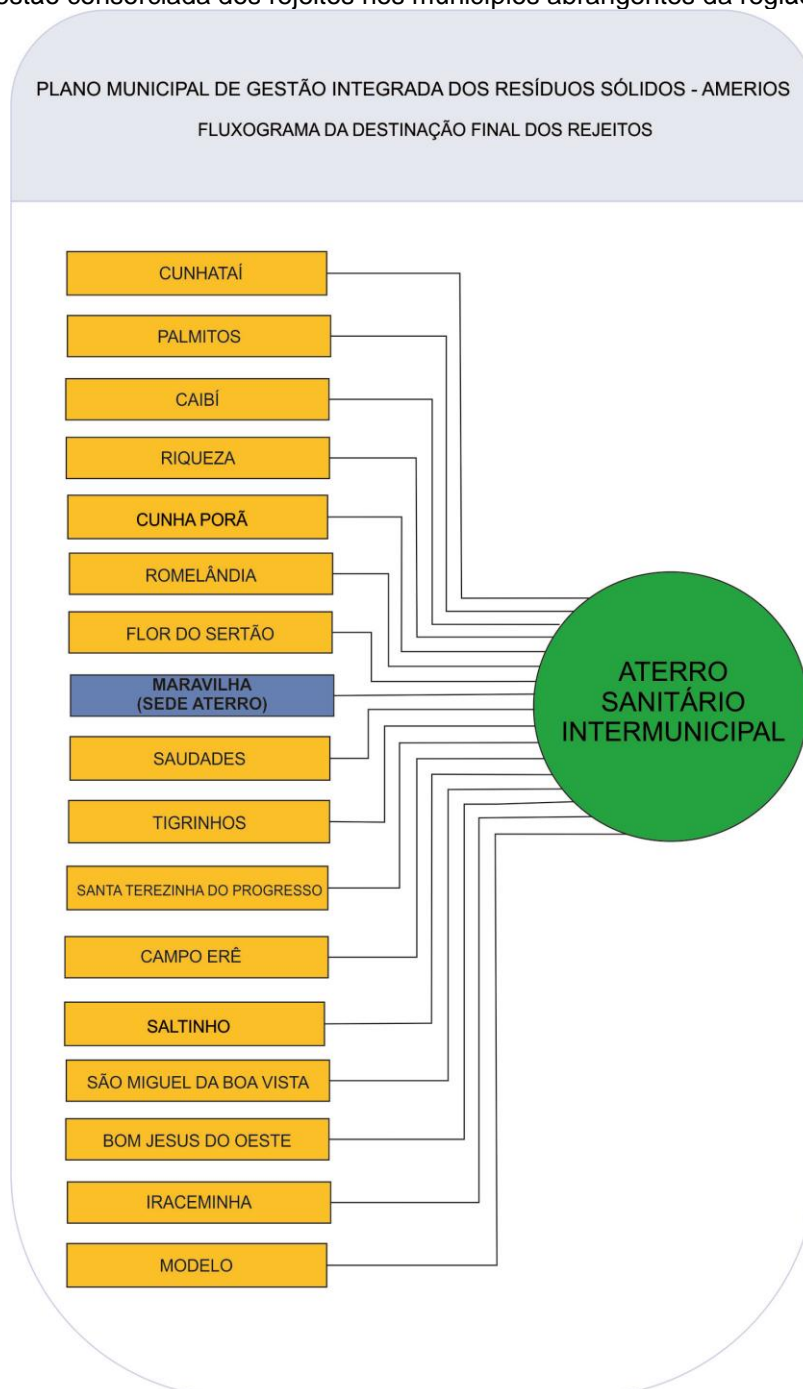 estão consorciada dos rejeitos nos municípios abrangentes da região
PLANO MUNICIPAL DE GESTÃO INTEGRADA DOS RESÍDUOS SÓLIDOS - AMERIOS
FLUXOGRAMA DA DESTINAÇÃO FINAL DOS REJEITOS
CUNHATAÍ
PALMITOS
CAIBÍ
RIQUEZA
CUNHA PORÃ
ROMELÂNDIA
FLOR DO SERTÃO
MARAVILHA
(SEDE ATERRO)
SAUDADES
TIGRINHOS
SANTA TEREZINHA DO PROGRESSO
CAMPO ERÊ
SALTINHO
SÃO MIGUEL DA BOA VISTA
BOM JESUS DO OESTE
IRACEMINHA
MODELO
ATERRO
SANITÁRIO
INTERMUNICIPAL